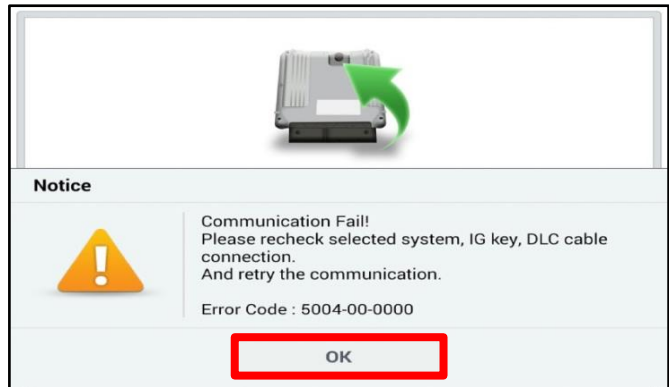 Notice
Communication Fail!
Please recheck selected system, IG key, DLC cable
connection.
And retry the communication.
Error Code : 5004-00-0000
OK